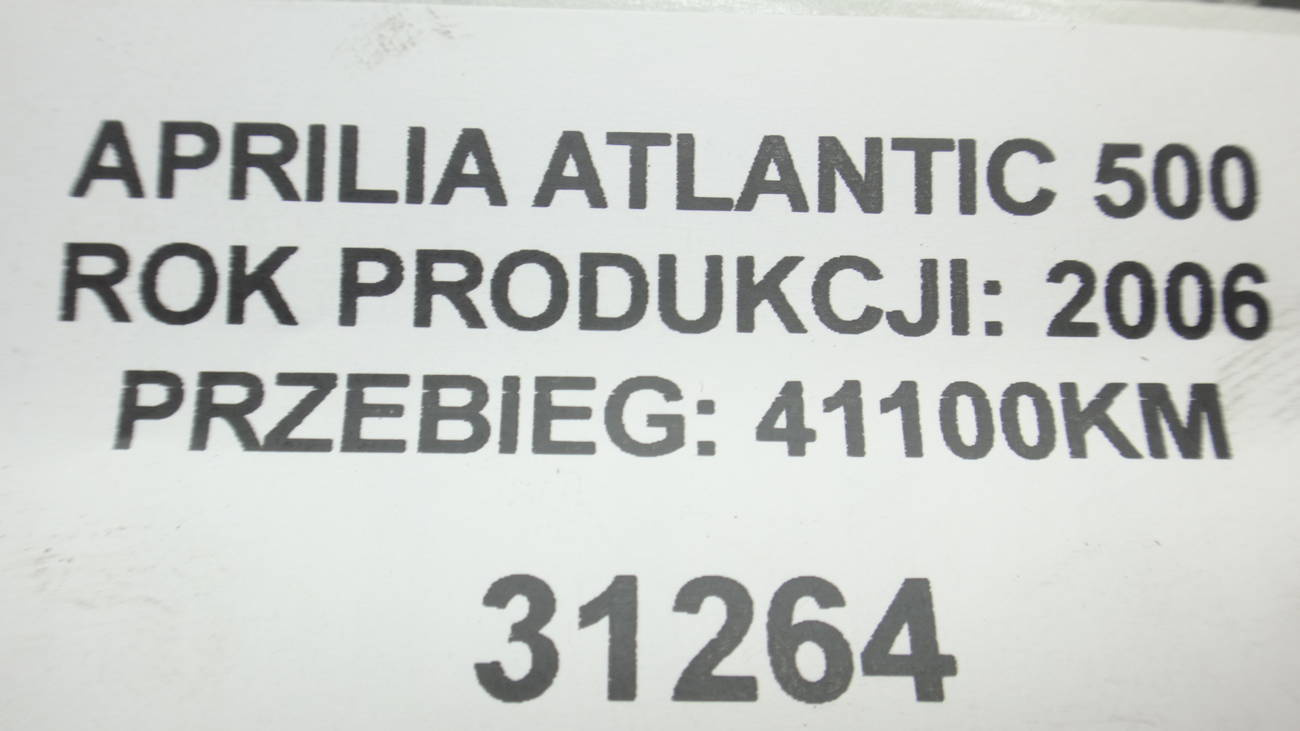 APRILIA ATLANTIC 500
ROK PRODUKCJI: 2006
PRZEBIEG: 41100KM
31264